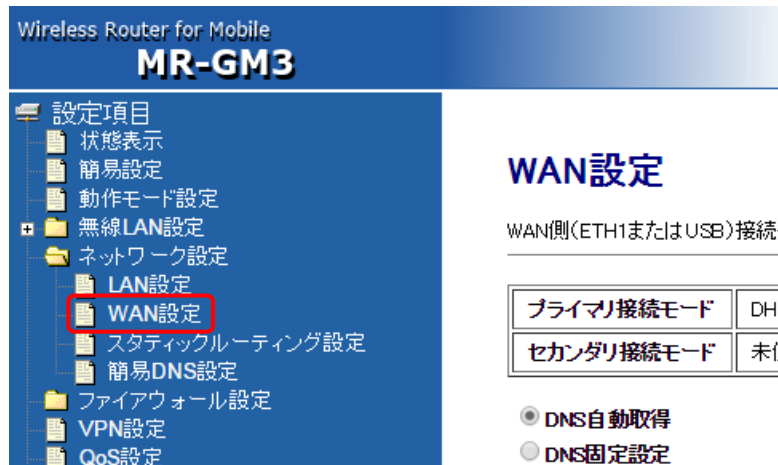 Wireless Router for Mobile
MR-GM3
設定項目
状態表示
簡易設定
動作モード設定
無線LAN設定
ネットワーク設定
LAN設定
WAN設定
スタティックルーティング設定
簡易DNS設定
ファイアウォール設定
VPN設定
QoS設定
WAN設定
WAN側(ETH1またはUSB)接続
プライマリ接続モード DH
セカンダリ接続モード 未
DNS自動取得
DNS固定設定